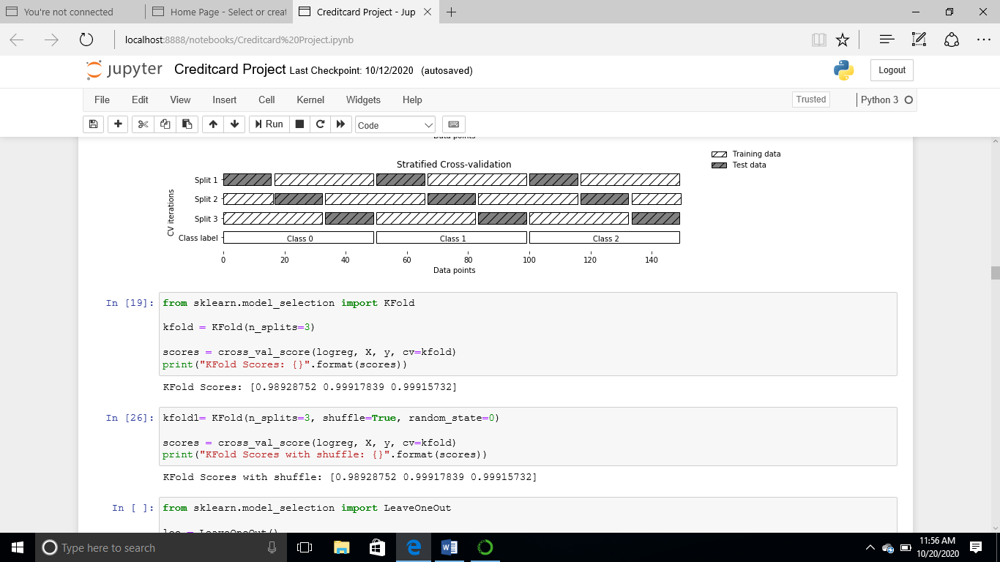 You're not connected
Home Page - Select or creat
Creditcard Project - Jup
localhost:8888/notebooks/Creditcard%20Project.ipynb
jupyter Creditcard Project Last Checkpoint: 10/12/2020 (autosaved)
Logout
File Edit View Insert Cell Kernel Widgets Help
Trusted
Python 3
Run
Code
Data points
Training data
Test data
Stratified Cross-validation
Split 1
Split 2
Split 3
Class label
CV iterations
Class 0 Class 1 Class 2
0 20 40 60 80 100 120 140
Data points
In [19]: from sklearn.model_selection import KFold
kfold = KFold(n_splits=3)
scores = cross_val_score(logreg, X, y, cv=kfold)
print("KFold Scores: {}".format(scores))
KFold Scores: [0.98928752 0.99917839 0.99915732]
In [26]: kfold1= KFold(n_splits=3, shuffle=True, random_state=0)
scores = cross_val_score(logreg, X, y, cv=kfold)
print("KFold Scores with shuffle: {}".format(scores))
KFold Scores with shuffle: [0.98928752 0.99917839 0.99915732]
In [ ]: from sklearn.model_selection import LeaveOneOut
loo = LeaveOneOut()
Type here to search
11:56 AM
10/20/2020